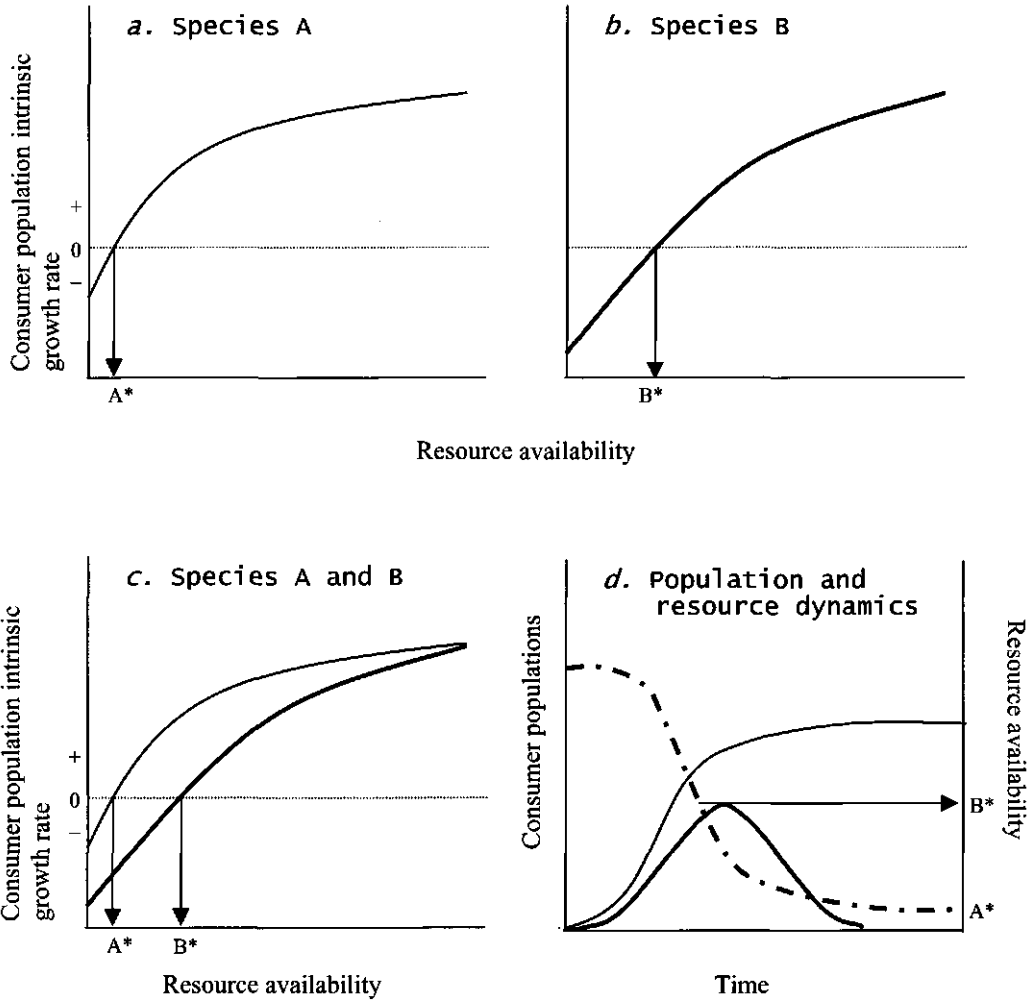 a. Species A
b. Species B
Consumer population intrinsic
growth rate
+
0
−
A*
B*
Resource availability
c. Species A and B
d. Population and
resource dynamics
Consumer population intrinsic
growth rate
+
0
−
A*
B*
Consumer populations
Resource availability
B*
A*
Resource availability
Time